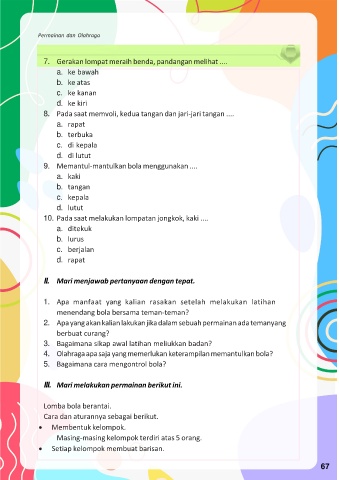 Permainan dan Olahraga
7. Gerakan lompat meraih benda, pandangan melihat ....
a. ke bawah
b. ke atas
c. ke kanan
d. ke kiri
8. Pada saat memvoli, kedua tangan dan jari-jari tangan ....
a. rapat
b. terbuka
c. di kepala
d. di lutut
9. Memantul-mantulkan bola menggunakan ....
a. kaki
b. tangan
c. kepala
d. lutut
10. Pada saat melakukan lompatan jongkok, kaki ....
a. ditekuk
b. lurus
c. berjalan
d. rapat
II. Mari menjawab pertanyaan dengan tepat.
1. Apa manfaat yang kalian rasakan setelah melakukan latihan
menendang bola bersama teman-teman?
2. Apa yang akan kalian lakukan jika dalam sebuah permainan ada teman yang
berbuat curang?
3. Bagaimana sikap awal latihan meliukkan badan?
4. Olahraga apa saja yang memerlukan keterampilan memantulkan bola?
5. Bagaimana cara mengontrol bola?
III. Mari melakukan permainan berikut ini.
Lomba bola berantai.
Cara dan aturannya sebagai berikut.
• Membentuk kelompok.
Masing-masing kelompok terdiri atas 5 orang.
• Setiap kelompok membuat barisan.
67